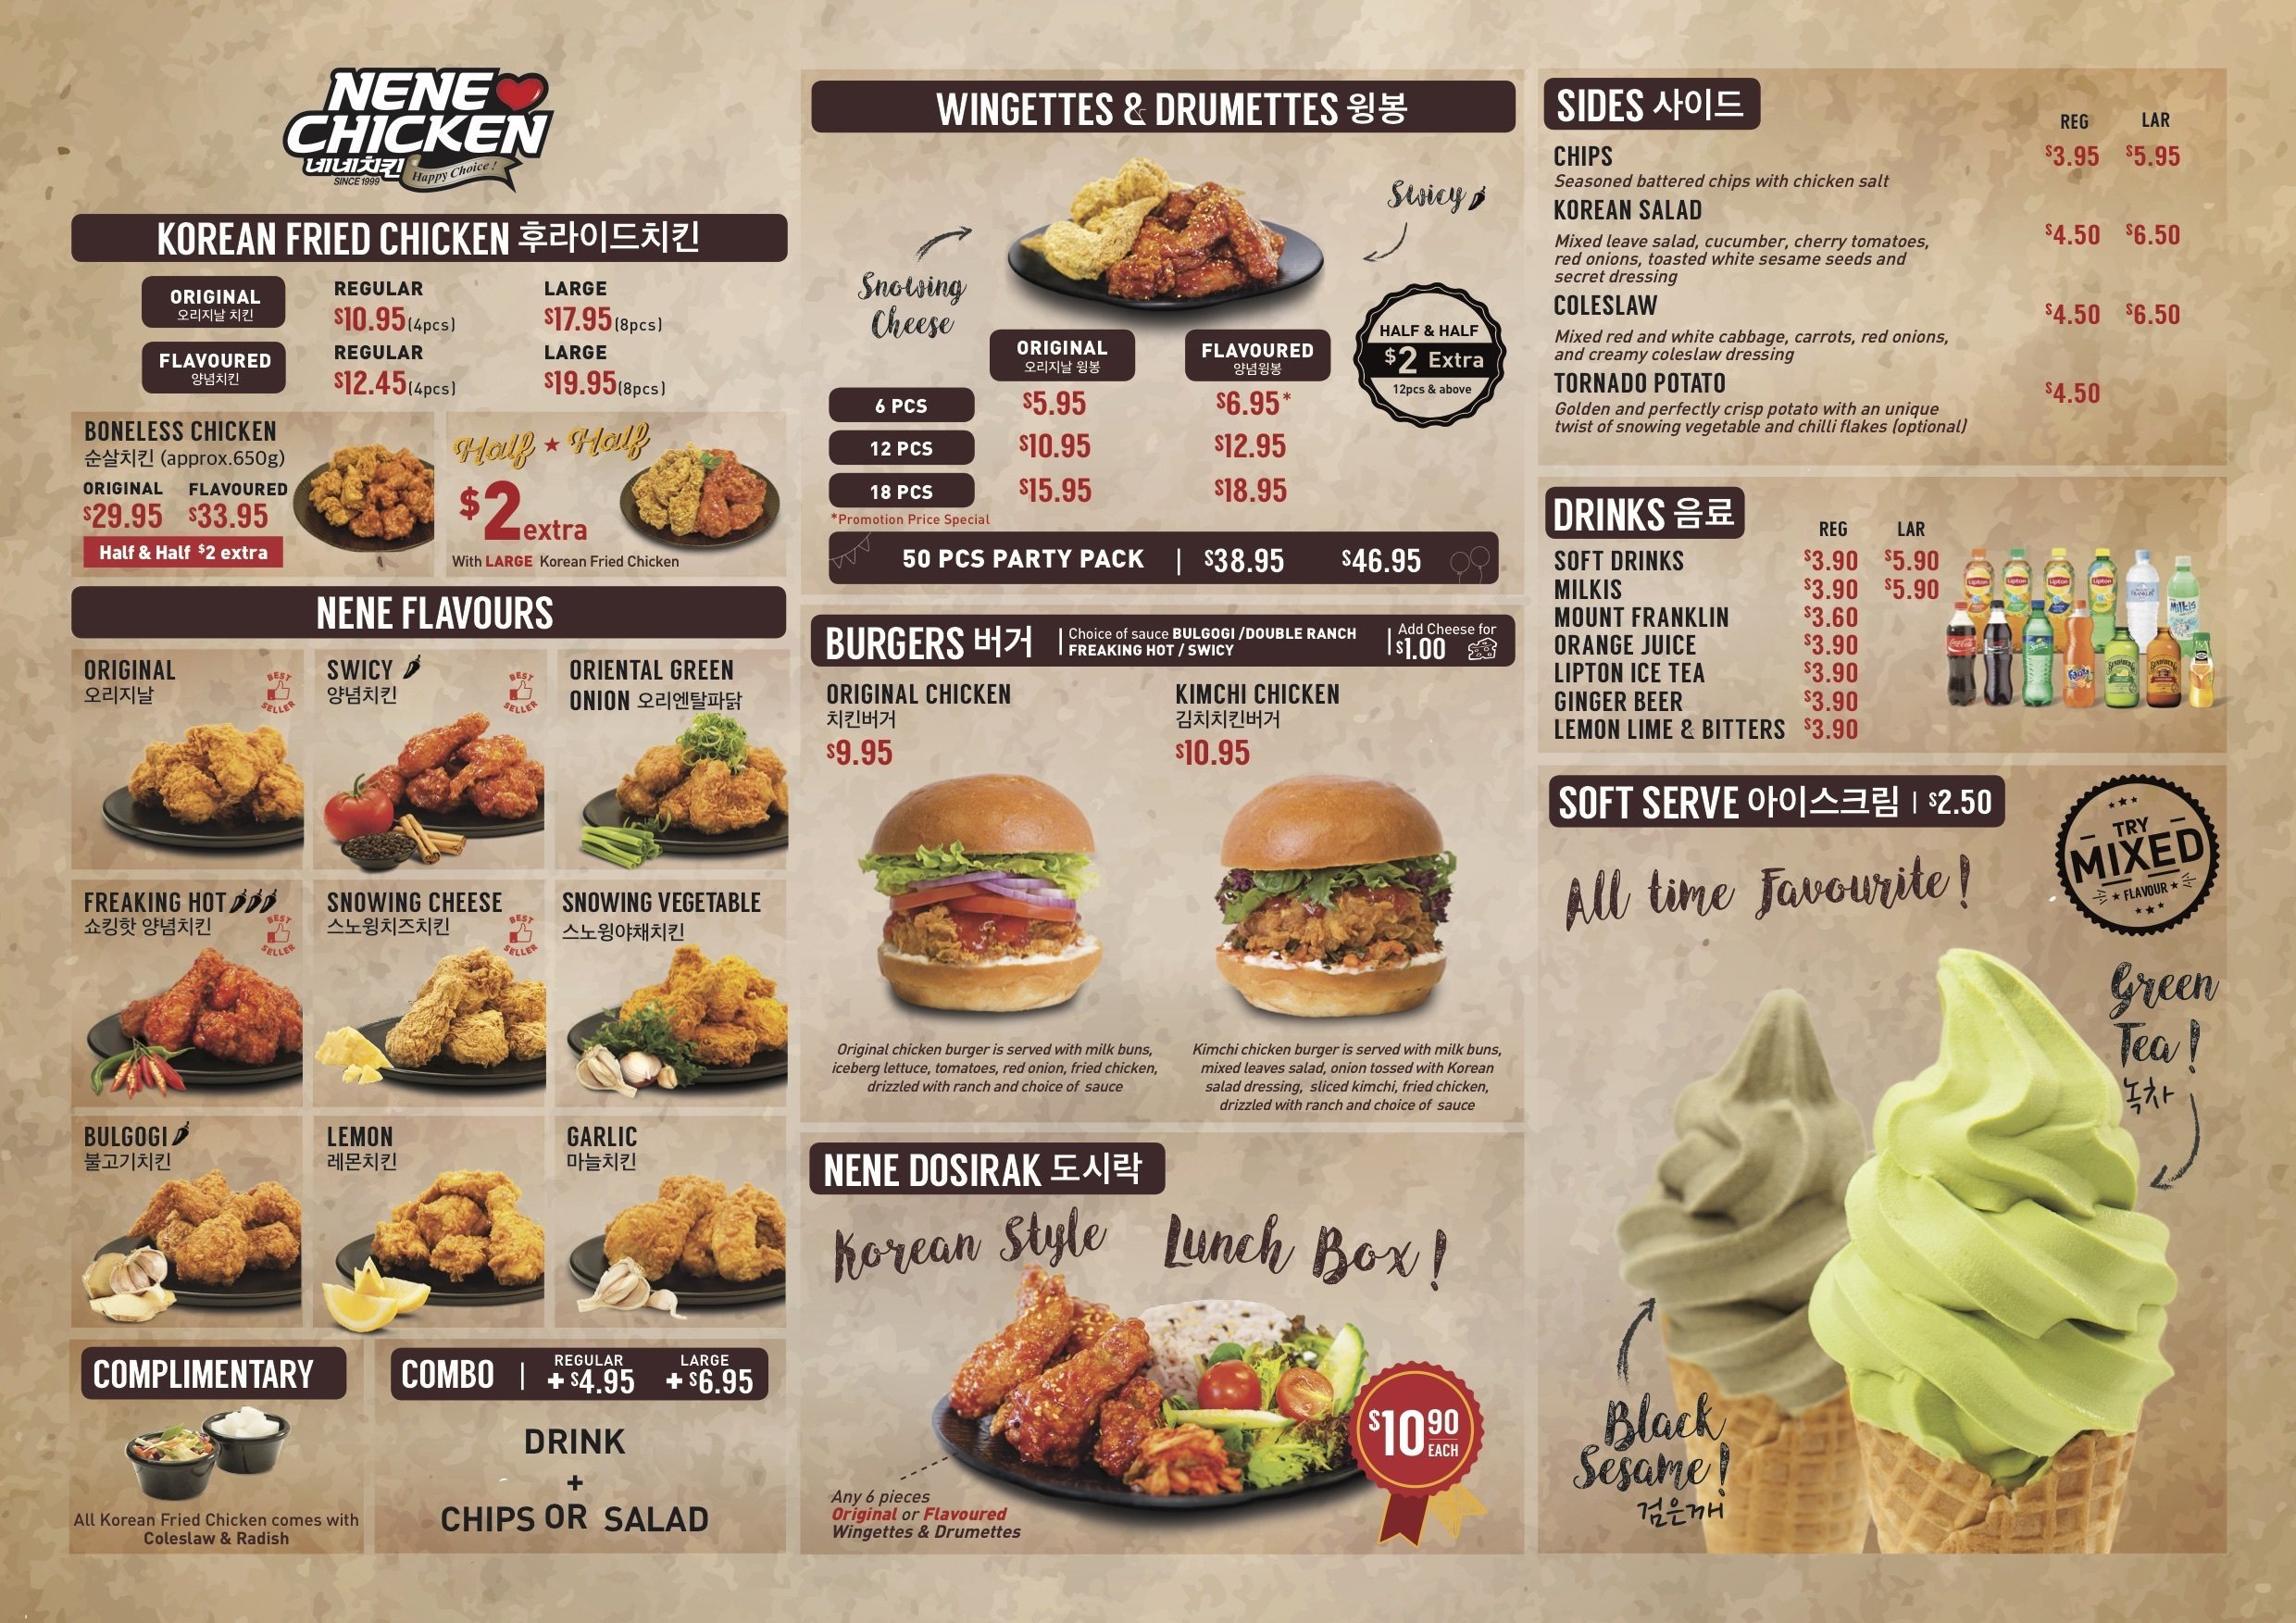 NENE
CHICKEN
네네치킨
SINCE 1999
Happy Choice!
KOREAN FRIED CHICKEN 후라이드치킨
ORIGINAL
오리지날 치킨
REGULAR
$10.95(4pcs)
LARGE
$17.95(8pcs)
FLAVOURED
양념치킨
REGULAR
$12.45(4pcs)
LARGE
$19.95(8pcs)
BONELESS CHICKEN
순살치킨 (approx.650g)
ORIGINAL FLAVOURED
$29.95 $33.95
Half & Half $2 extra
Half ★ Half
$2 extra
With LARGE Korean Fried Chicken
NENE FLAVOURS
ORIGINAL
오리지날
BEST
SELLER
SWICY
양념치킨
BEST
SELLER
ORIENTAL GREEN
ONION 오리엔탈파닭
FREAKING HOT
쇼킹핫 양념치킨
BEST
SELLER
SNOWING CHEESE
스노윙치즈치킨
BEST
SELLER
SNOWING VEGETABLE
스노윙야채치킨
BULGOGI
불고기치킨
LEMON
레몬치킨
GARLIC
마늘치킨
COMPLIMENTARY
All Korean Fried Chicken comes with
Coleslaw & Radish
COMBO | REGULAR LARGE
+ $4.95 + $6.95
DRINK
+
CHIPS OR SALAD
WINGETTES & DRUMETTES 윙봉
Snowing
Cheese
Swicy
HALF & HALF
$2 Extra
12pcs & above
ORIGINAL
오리지날 윙봉
FLAVOURED
양념윙봉
6 PCS $5.95 $6.95*
12 PCS $10.95 $12.95
18 PCS $15.95 $18.95
*Promotion Price Special
50 PCS PARTY PACK | $38.95 $46.95
BURGERS 버거
Choice of sauce BULGOGI /DOUBLE RANCH
FREAKING HOT / SWICY
Add Cheese for
$1.00
ORIGINAL CHICKEN
치킨버거
$9.95
KIMCHI CHICKEN
김치치킨버거
$10.95
Original chicken burger is served with milk buns,
iceberg lettuce, tomatoes, red onion, fried chicken,
drizzled with ranch and choice of sauce
Kimchi chicken burger is served with milk buns,
mixed leaves salad, onion tossed with Korean
salad dressing, sliced kimchi, fried chicken,
drizzled with ranch and choice of sauce
NENE DOSIRAK 도시락
Korean Style Lunch Box!
$10.90
EACH
Any 6 pieces
Original or Flavoured
Wingettes & Drumettes
SIDES 사이드
REG LAR
CHIPS $3.95 $5.95
Seasoned battered chips with chicken salt
KOREAN SALAD $4.50 $6.50
Mixed leave salad, cucumber, cherry tomatoes,
red onions, toasted white sesame seeds and
secret dressing
COLESLAW $4.50 $6.50
Mixed red and white cabbage, carrots, red onions,
and creamy coleslaw dressing
TORNADO POTATO $4.50
Golden and perfectly crisp potato with an unique
twist of snowing vegetable and chilli flakes (optional)
DRINKS 음료
REG LAR
SOFT DRINKS $3.90 $5.90
MILKIS $3.90 $5.90
MOUNT FRANKLIN $3.60
ORANGE JUICE $3.90
LIPTON ICE TEA $3.90
GINGER BEER $3.90
LEMON LIME & BITTERS $3.90
Lipton
Lipton
Lipton
Lipton
Milkis
Coca-Cola
Sprite
Fanta
SOFT SERVE 아이스크림 | $2.50
All time Favourite!
TRY
MIXED
FLAVOUR
Green
Tea!
녹차
Black
Sesame!
검은깨